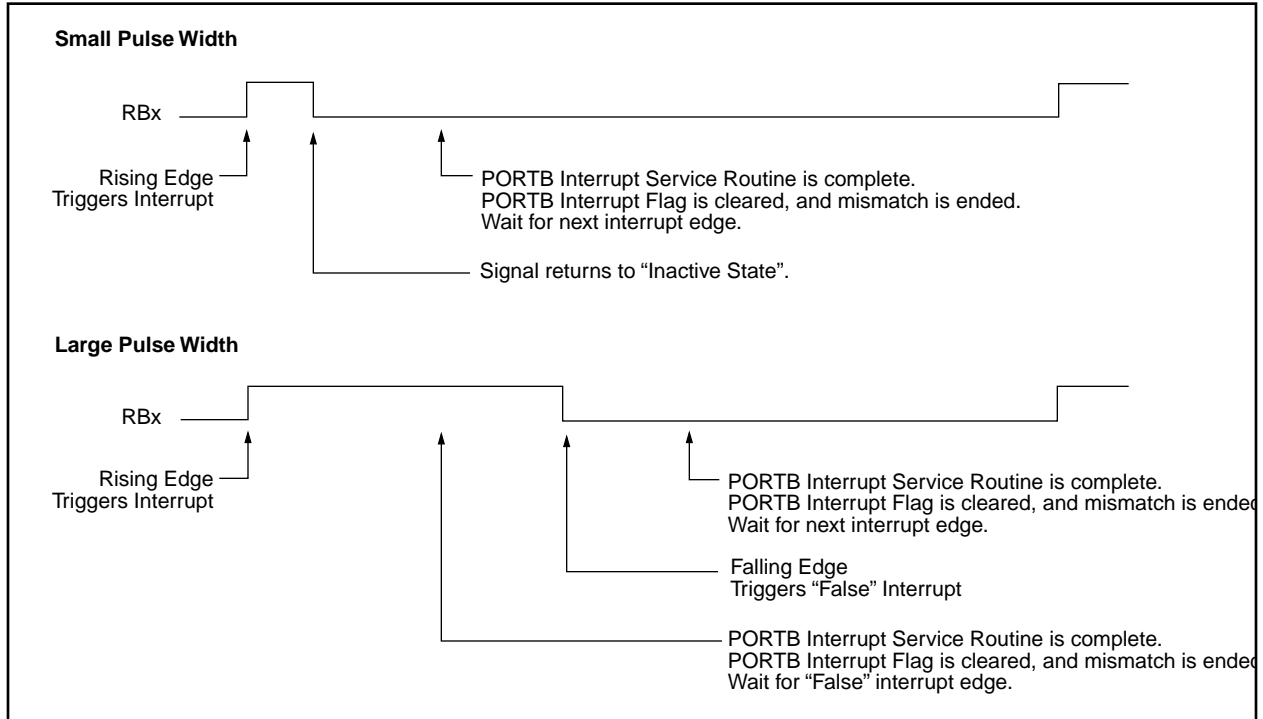 Small Pulse Width
RBx
Rising Edge
Triggers Interrupt
PORTB Interrupt Service Routine is complete.
PORTB Interrupt Flag is cleared, and mismatch is ended.
Wait for next interrupt edge.
Signal returns to “Inactive State”.
Large Pulse Width
RBx
Rising Edge
Triggers Interrupt
PORTB Interrupt Service Routine is complete.
PORTB Interrupt Flag is cleared, and mismatch is ended
Wait for next interrupt edge.
Falling Edge
Triggers “False” Interrupt
PORTB Interrupt Service Routine is complete.
PORTB Interrupt Flag is cleared, and mismatch is ended
Wait for “False” interrupt edge.